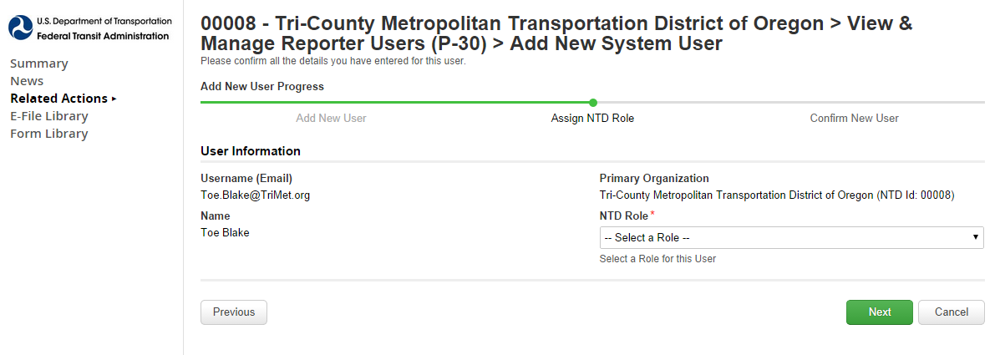 U.S. Department of Transportation
Federal Transit Administration
Summary
News
Related Actions ▸
E-File Library
Form Library
00008 - Tri-County Metropolitan Transportation District of Oregon > View &
Manage Reporter Users (P-30) > Add New System User
Please confirm all the details you have entered for this user.
Add New User Progress
Add New User
Assign NTD Role
Confirm New User
User Information
Username (Email)
Toe.Blake@TriMet.org
Primary Organization
Tri-County Metropolitan Transportation District of Oregon (NTD Id: 00008)
Name
Toe Blake
NTD Role *
-- Select a Role --
Select a Role for this User
Previous
Next
Cancel